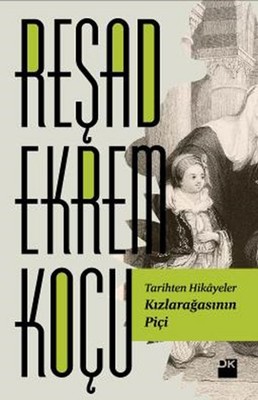 REŞAD
EKREM
KOÇU
Tarihten Hikâyeler
Kızlarağasının
Piçi
DK